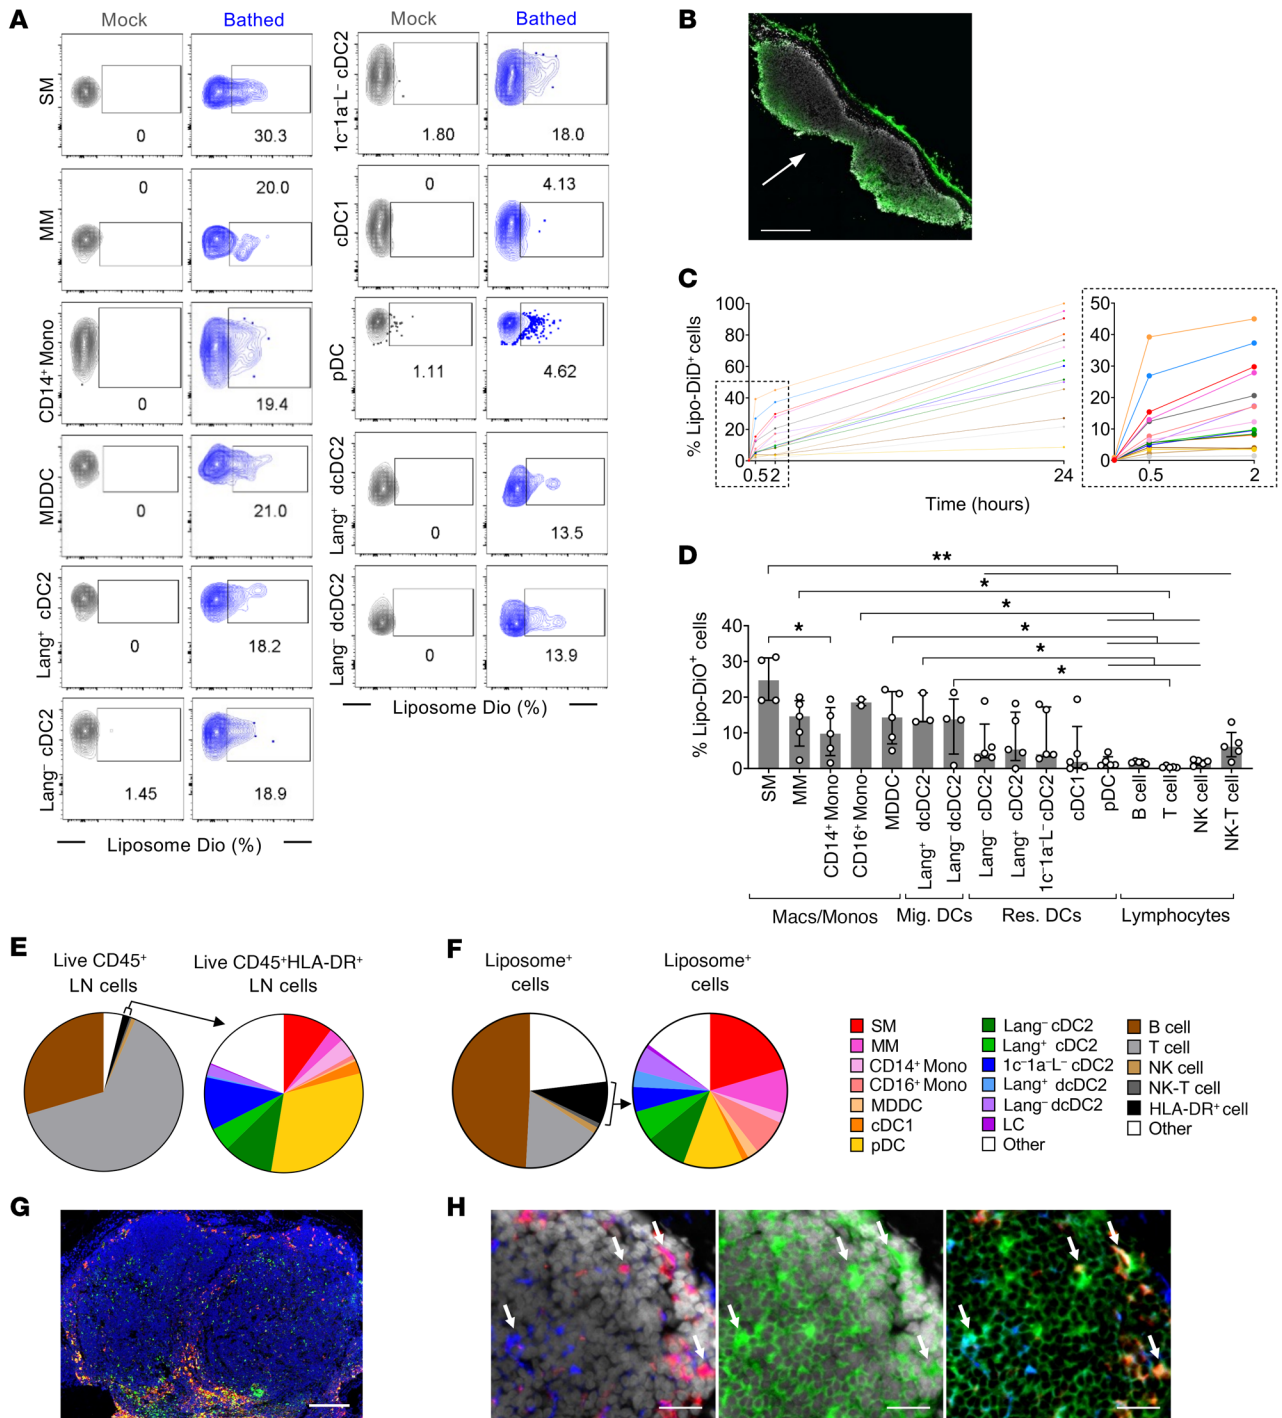 A
Mock
Bathed
SM
0
30.3
MM
0
20.0
CD14⁺ Mono
0
19.4
MDDC
0
21.0
Lang⁺ cDC2
0
18.2
Lang⁻ cDC2
1.45
18.9
Liposome Dio (%)
Mock
Bathed
1c⁻1a⁻L⁻ cDC2
1.80
18.0
cDC1
0
4.13
pDC
1.11
4.62
Lang⁺ dcDC2
0
13.5
Lang⁻ dcDC2
0
13.9
Liposome Dio (%)
B
C
% Lipo-DiD⁺ cells
100
80
60
40
20
0
0.5 2
24
50
40
30
20
10
0
0.5
2
Time (hours)
D
**
*
*
*
*
*
*
% Lipo-DiO⁺ cells
40
30
20
10
0
SM
MM
CD14⁺ Mono
CD16⁺ Mono
MDDC
Lang⁺ dcDC2
Lang⁻ dcDC2
Lang⁻ cDC2
Lang⁺ cDC2
1c⁻1a⁻L⁻ cDC2
cDC1
pDC
B cell
T cell
NK cell
NK-T cell
Macs/Monos
Mig. DCs
Res. DCs
Lymphocytes
E
Live CD45⁺
LN cells
Live CD45⁺HLA-DR⁺
LN cells
F
Liposome⁺
cells
Liposome⁺
cells
SM
MM
CD14⁺ Mono
CD16⁺ Mono
MDDC
cDC1
pDC
Lang⁻ cDC2
Lang⁺ cDC2
1c⁻1a⁻L⁻ cDC2
Lang⁺ dcDC2
Lang⁻ dcDC2
LC
Other
B cell
T cell
NK cell
NK-T cell
HLA-DR⁺ cell
Other
G
H